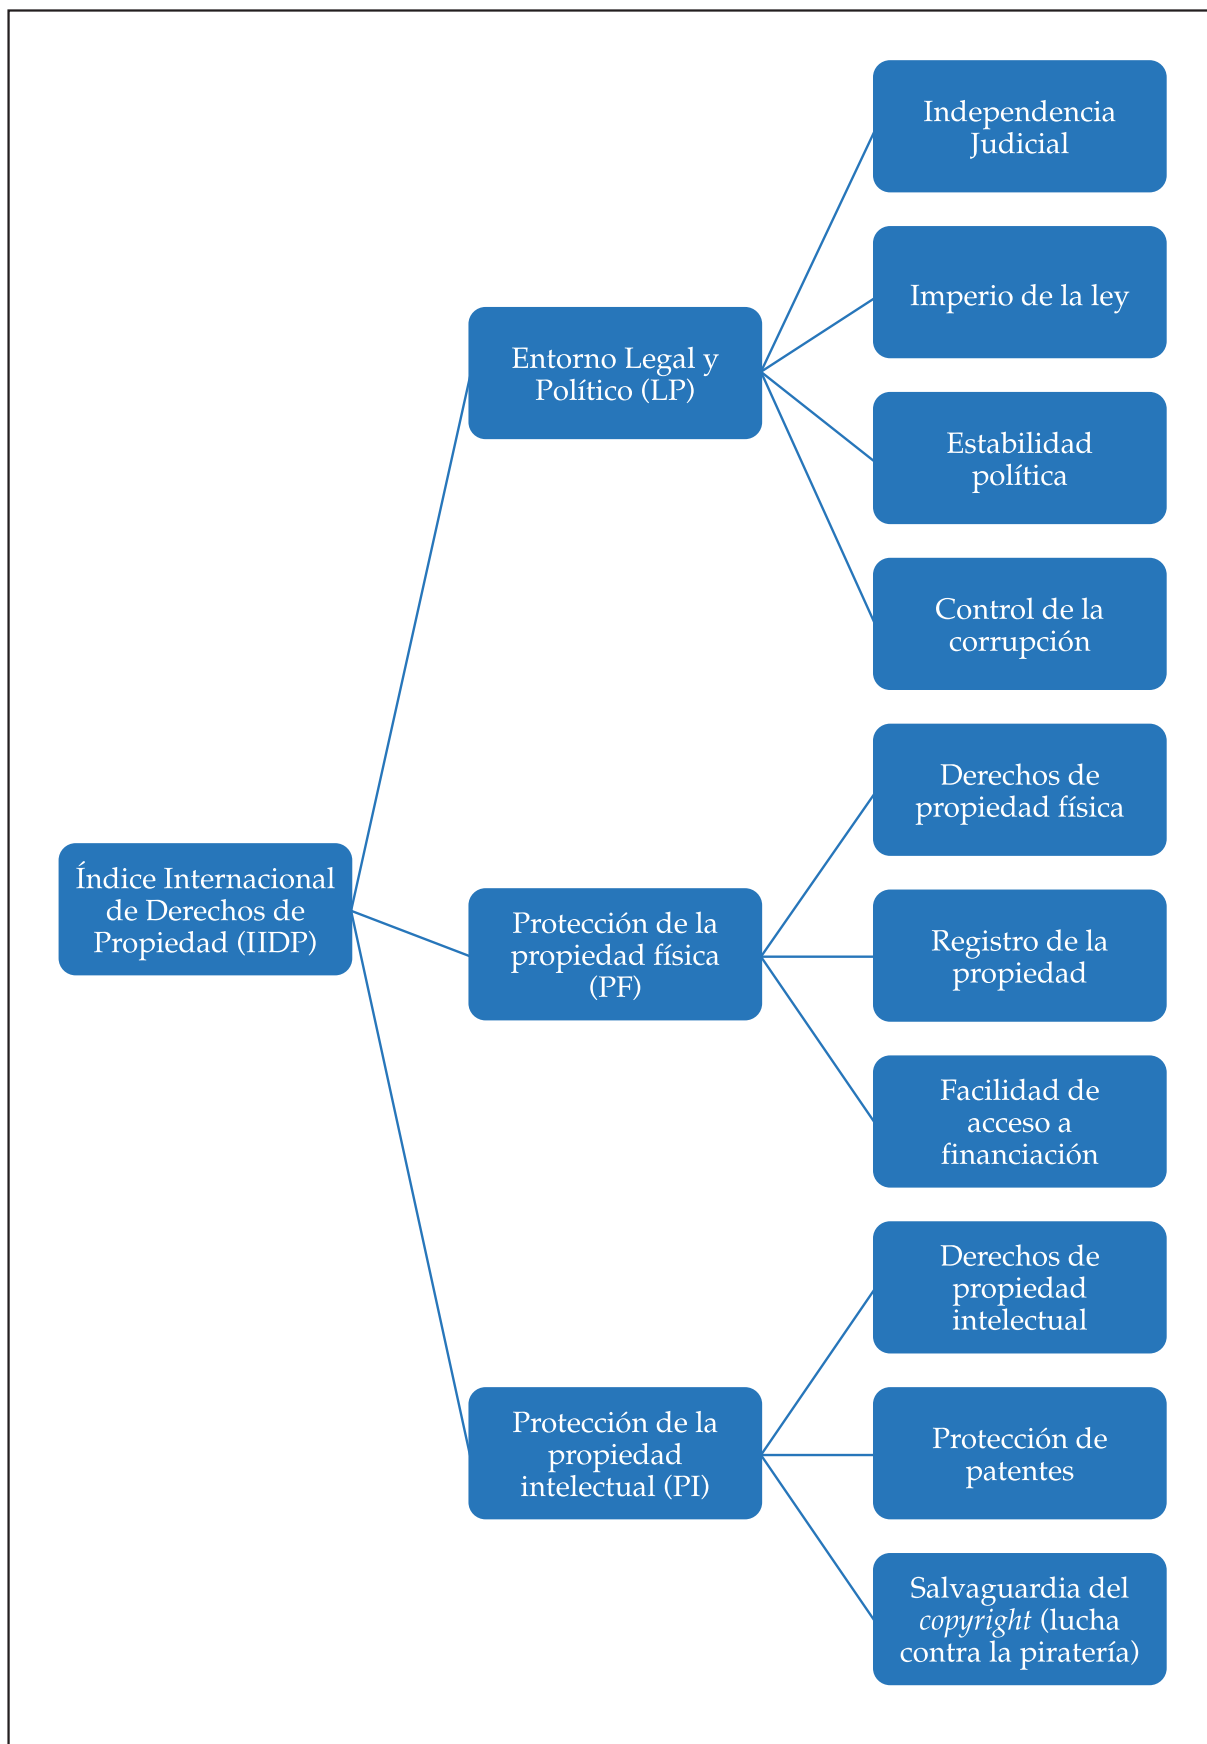 Índice Internacional
de Derechos de
Propiedad (IIDP)
Entorno Legal y
Político (LP)
Independencia
Judicial
Imperio de la ley
Estabilidad
política
Control de la
corrupción
Protección de la
propiedad física
(PF)
Derechos de
propiedad física
Registro de la
propiedad
Facilidad de
acceso a
financiación
Protección de la
propiedad
intelectual (PI)
Derechos de
propiedad
intelectual
Protección de
patentes
Salvaguardia del
copyright (lucha
contra la piratería)